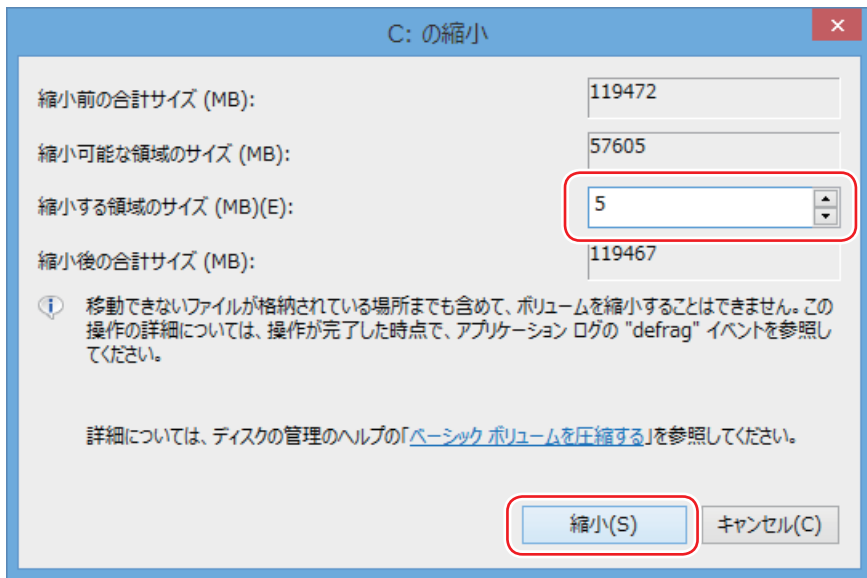 C: の縮小
縮小前の合計サイズ (MB):
119472
縮小可能な領域のサイズ (MB):
57605
縮小する領域のサイズ (MB)(E):
5
縮小後の合計サイズ (MB):
119467
移動できないファイルが格納されている場所までも含めて、ボリュームを縮小することはできません。この
操作の詳細については、操作が完了した時点で、アプリケーション ログの "defrag" イベントを参照し
てください。
詳細については、ディスクの管理のヘルプの「ベーシック ボリュームを圧縮する」を参照してください。
縮小(S)
キャンセル(C)